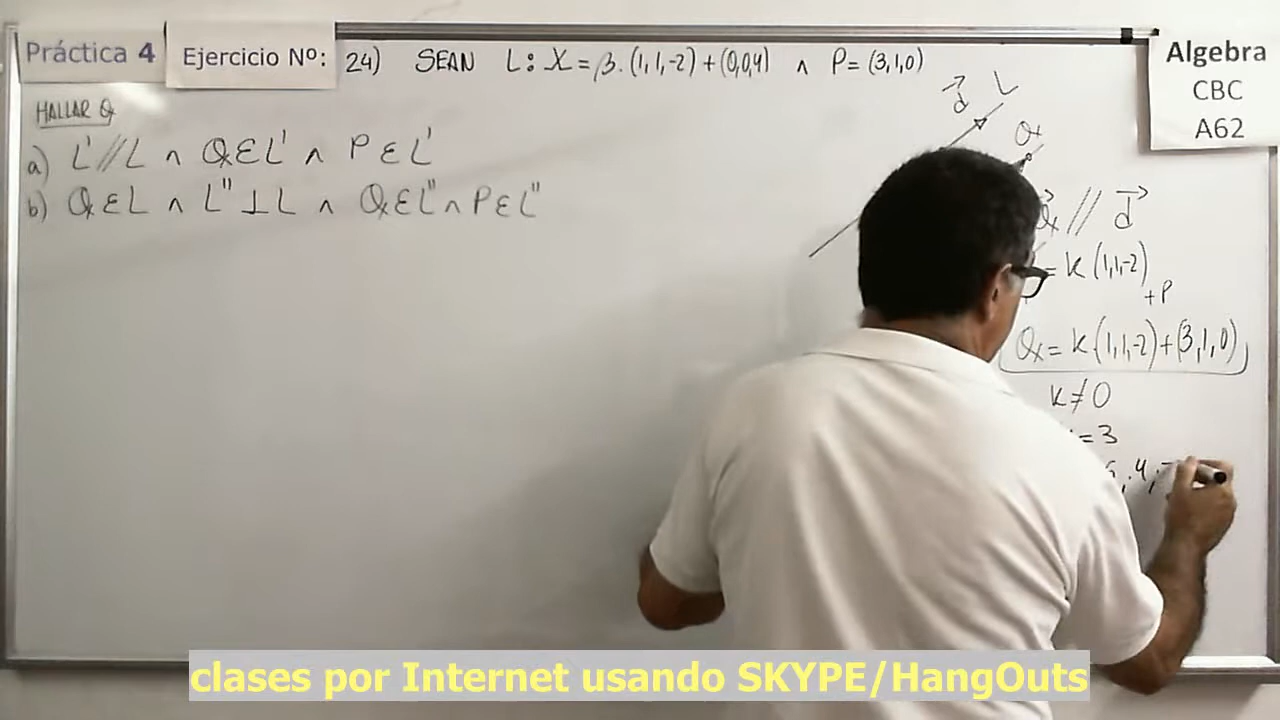 Práctica 4
Ejercicio Nº: 24) SEAN L: X = β.(1,1,-2)+(0,0,4) ∧ P=(3,1,0)
Algebra
CBC
A62
HALLAR Q
a) L' // L ∧ Q ∈ L' ∧ P ∈ L'
b) Q ∈ L ∧ L'' ⊥ L ∧ Q ∈ L'' ∧ P ∈ L''
d L
Q
// d
= k(1,1,-2)
+P
Q = k.(1,1,-2)+(3,1,0)
k ≠ 0
= 3
, 4,
clases por Internet usando SKYPE/HangOuts